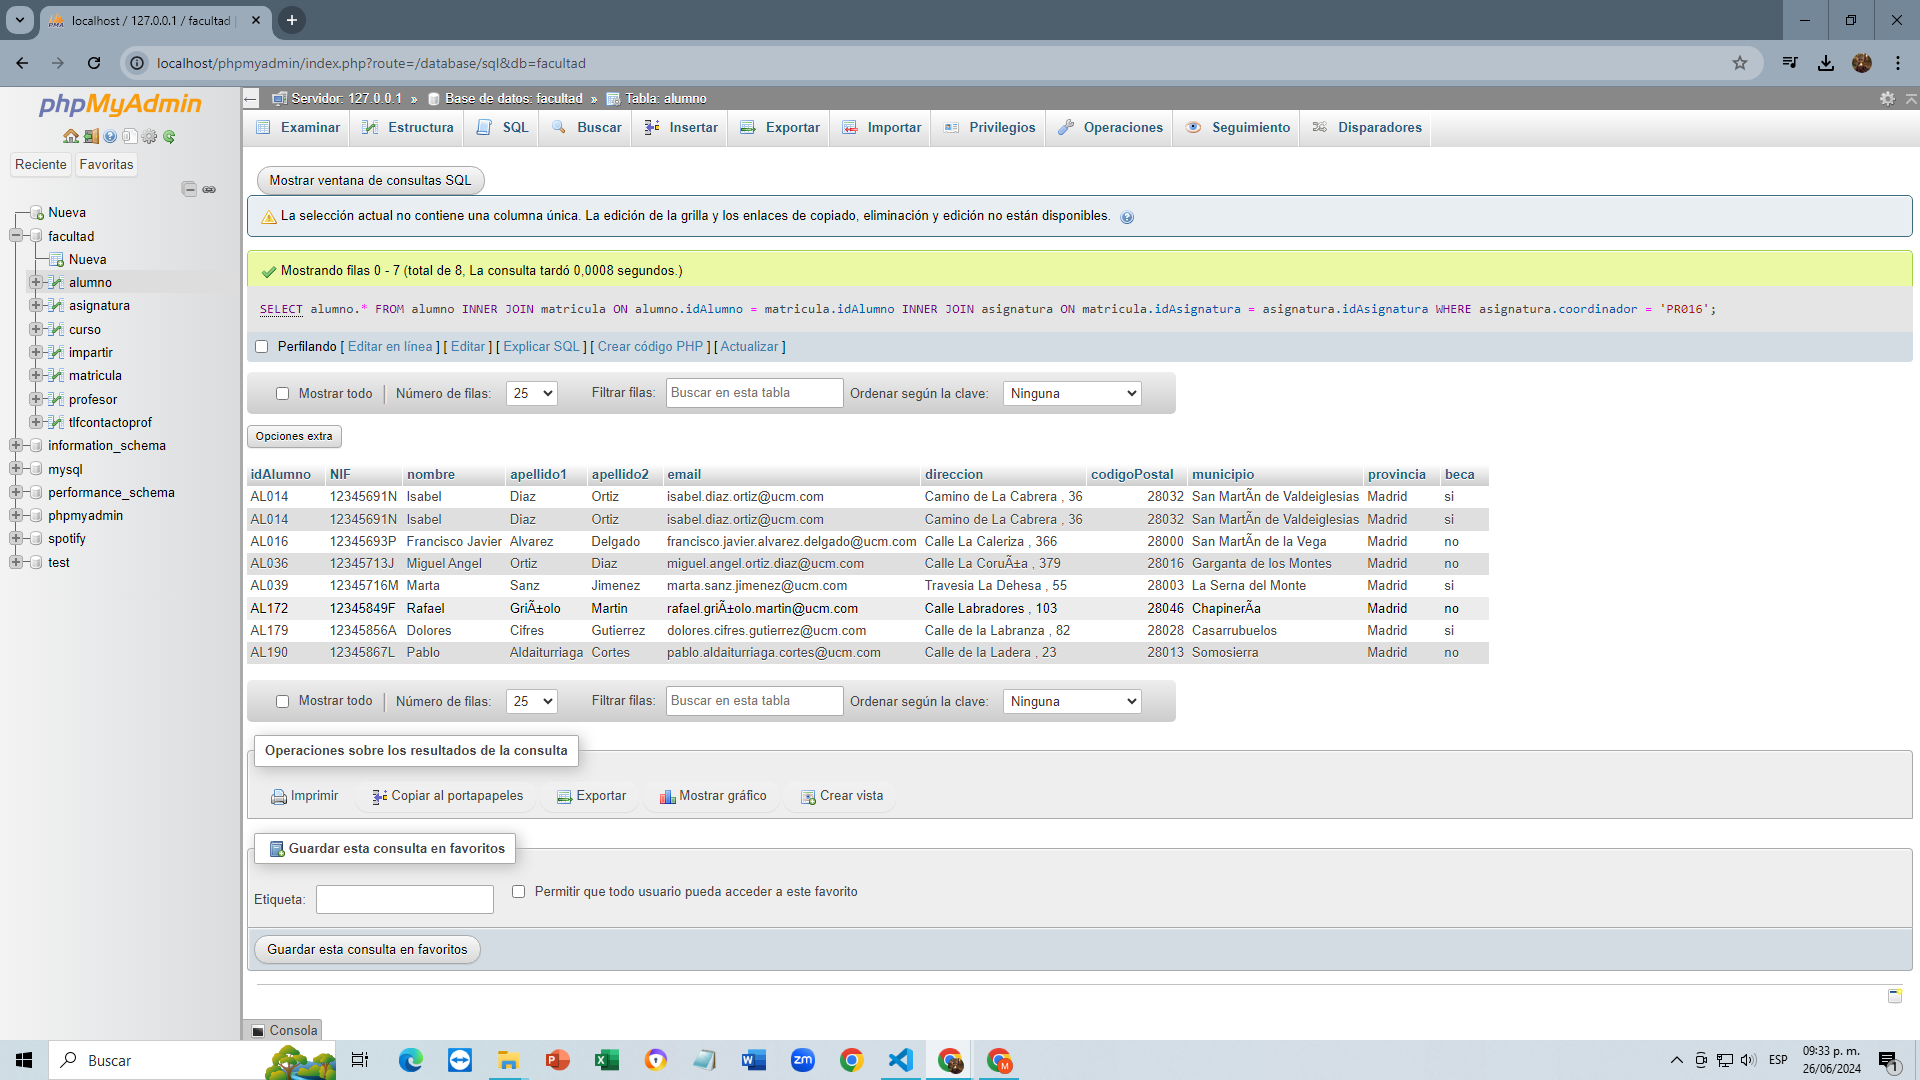 localhost / 127.0.0.1 / facultad
localhost/phpmyadmin/index.php?route=/database/sql&db=facultad
phpMyAdmin
Reciente Favoritas
Nueva
facultad
Nueva
alumno
asignatura
curso
impartir
matricula
profesor
tlfcontactoprof
information_schema
mysql
performance_schema
phpmyadmin
spotify
test
Servidor: 127.0.0.1 » Base de datos: facultad » Tabla: alumno
Examinar Estructura SQL Buscar Insertar Exportar Importar Privilegios Operaciones Seguimiento Disparadores
Mostrar ventana de consultas SQL
La selección actual no contiene una columna única. La edición de la grilla y los enlaces de copiado, eliminación y edición no están disponibles.
Mostrando filas 0 - 7 (total de 8, La consulta tardó 0,0008 segundos.)
SELECT alumno.* FROM alumno INNER JOIN matricula ON alumno.idAlumno = matricula.idAlumno INNER JOIN asignatura ON matricula.idAsignatura = asignatura.idAsignatura WHERE asignatura.coordinador = 'PR016';
Perfilando [ Editar en línea ] [ Editar ] [ Explicar SQL ] [ Crear código PHP ] [ Actualizar ]
Mostrar todo Número de filas: 25 Filtrar filas: Buscar en esta tabla Ordenar según la clave: Ninguna
Opciones extra
idAlumno NIF nombre apellido1 apellido2 email direccion codigoPostal municipio provincia beca
AL014 12345691N Isabel Diaz Ortiz isabel.diaz.ortiz@ucm.com Camino de La Cabrera , 36 28032 San MartÃn de Valdeiglesias Madrid si
AL014 12345691N Isabel Diaz Ortiz isabel.diaz.ortiz@ucm.com Camino de La Cabrera , 36 28032 San MartÃn de Valdeiglesias Madrid si
AL016 12345693P Francisco Javier Alvarez Delgado francisco.javier.alvarez.delgado@ucm.com Calle La Caleriza , 366 28000 San MartÃn de la Vega Madrid no
AL036 12345713J Miguel Angel Ortiz Diaz miguel.angel.ortiz.diaz@ucm.com Calle La CoruÃ±a , 379 28016 Garganta de los Montes Madrid no
AL039 12345716M Marta Sanz Jimenez marta.sanz.jimenez@ucm.com Travesia La Dehesa , 55 28003 La Serna del Monte Madrid si
AL172 12345849F Rafael GriÃ±olo Martin rafael.griÃ±olo.martin@ucm.com Calle Labradores , 103 28046 ChapinerÃa Madrid no
AL179 12345856A Dolores Cifres Gutierrez dolores.cifres.gutierrez@ucm.com Calle de la Labranza , 82 28028 Casarrubuelos Madrid si
AL190 12345867L Pablo Aldaiturriaga Cortes pablo.aldaiturriaga.cortes@ucm.com Calle de la Ladera , 23 28013 Somosierra Madrid no
Mostrar todo Número de filas: 25 Filtrar filas: Buscar en esta tabla Ordenar según la clave: Ninguna
Operaciones sobre los resultados de la consulta
Imprimir Copiar al portapapeles Exportar Mostrar gráfico Crear vista
Guardar esta consulta en favoritos
Etiqueta: Permitir que todo usuario pueda acceder a este favorito
Guardar esta consulta en favoritos
Consola
Buscar
ESP
09:33 p. m.
26/06/2024
1